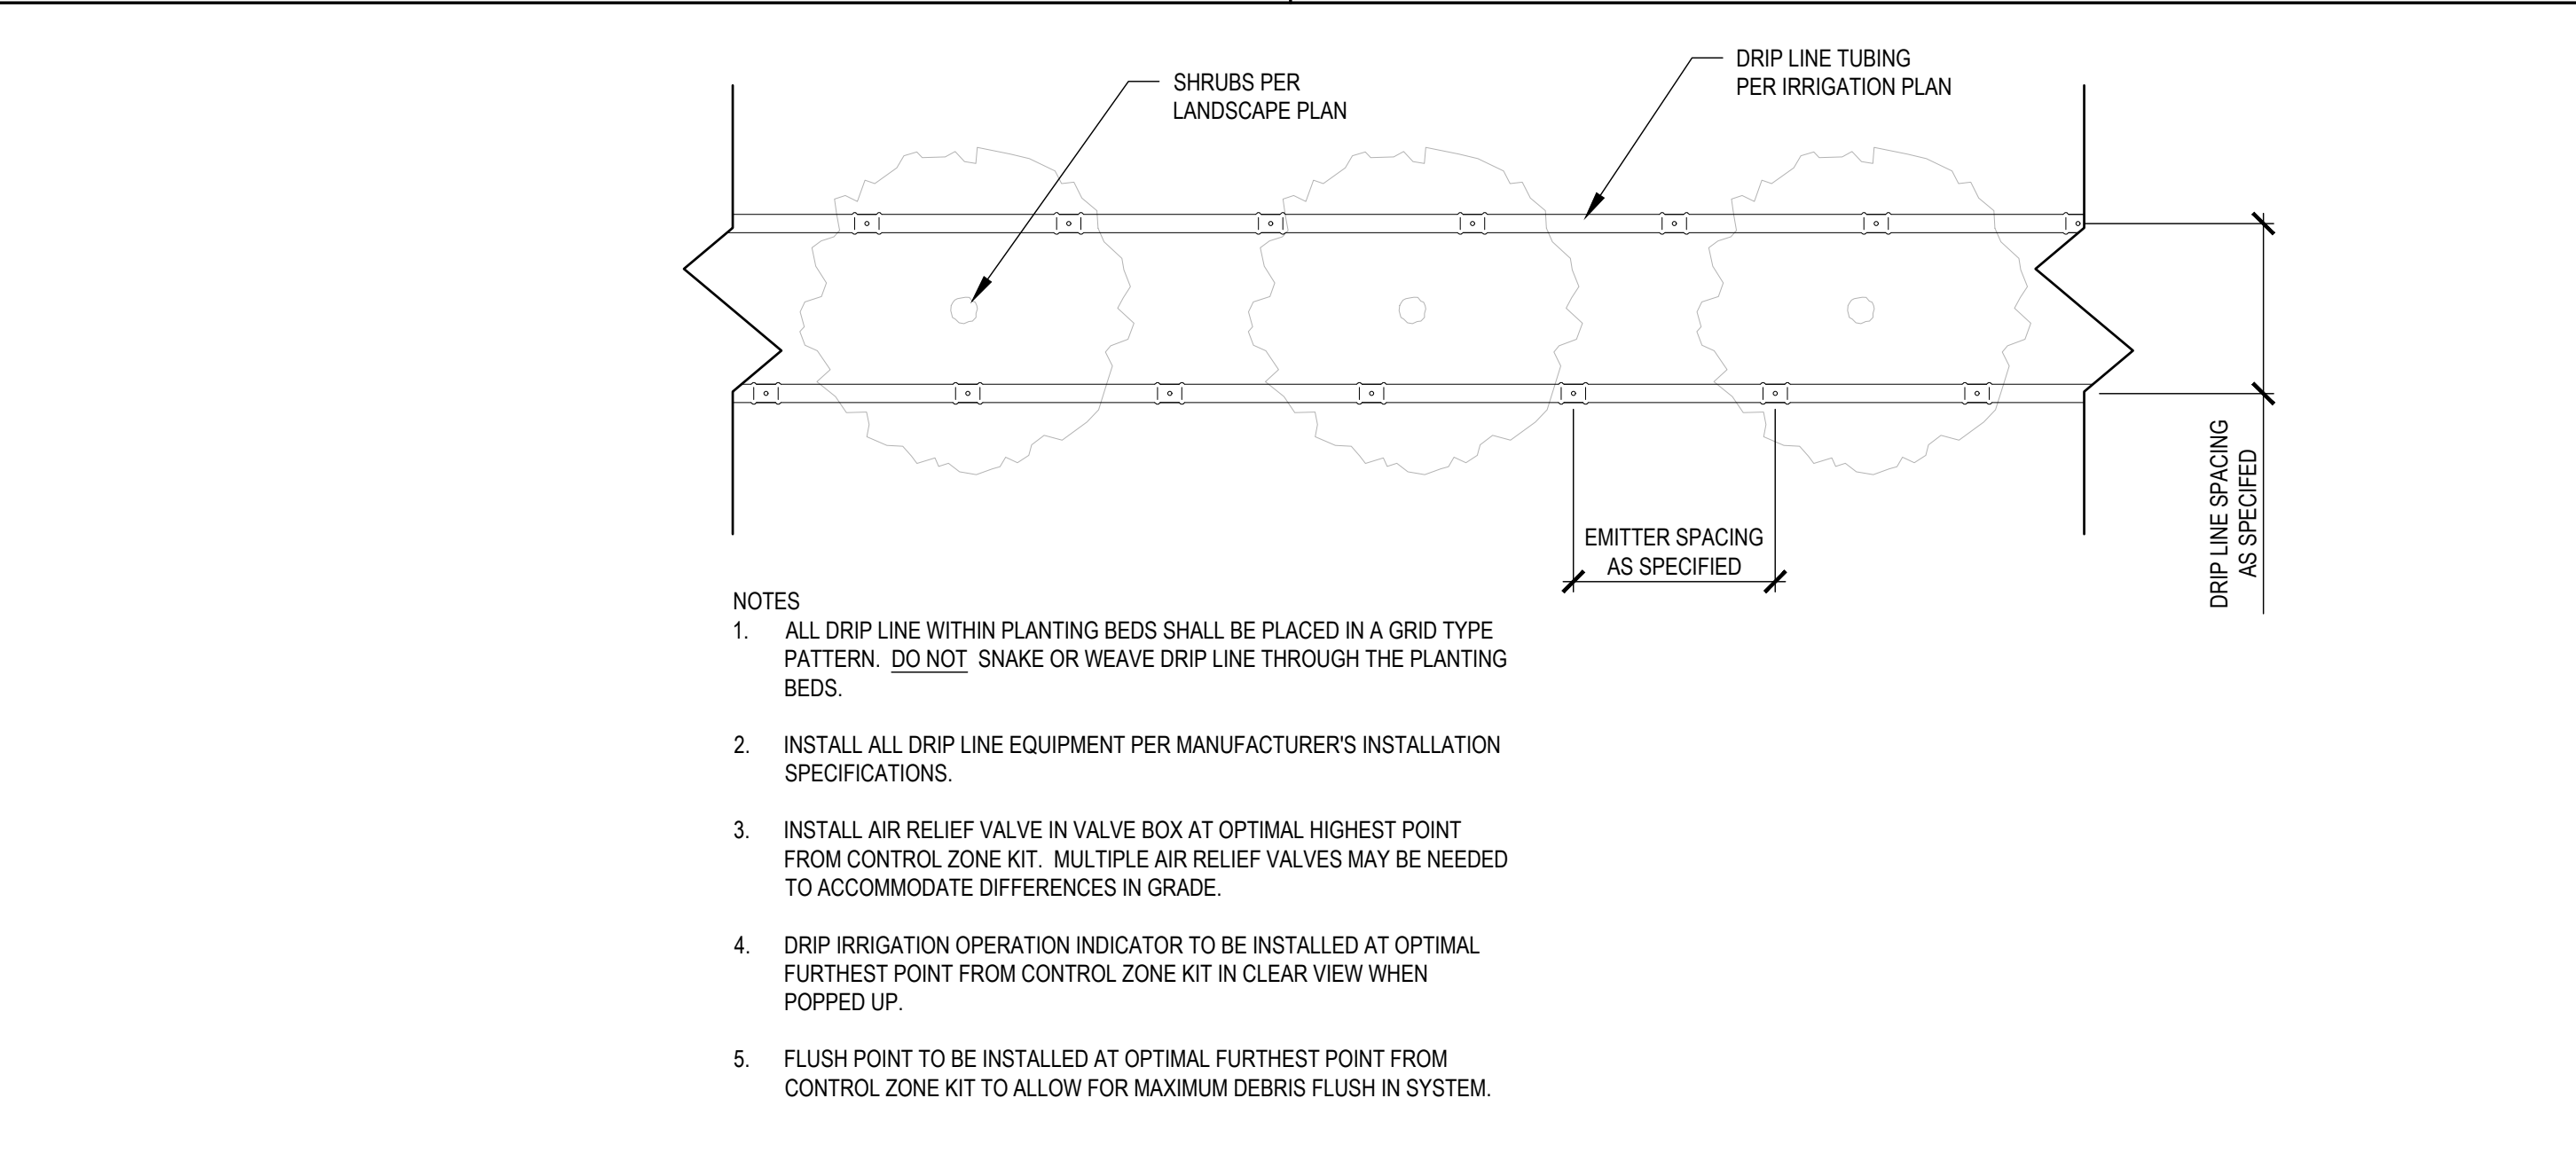 SHRUBS PER
LANDSCAPE PLAN
DRIP LINE TUBING
PER IRRIGATION PLAN
EMITTER SPACING
AS SPECIFIED
DRIP LINE SPACING
AS SPECIFED
NOTES
1. ALL DRIP LINE WITHIN PLANTING BEDS SHALL BE PLACED IN A GRID TYPE
PATTERN. DO NOT SNAKE OR WEAVE DRIP LINE THROUGH THE PLANTING
BEDS.
2. INSTALL ALL DRIP LINE EQUIPMENT PER MANUFACTURER'S INSTALLATION
SPECIFICATIONS.
3. INSTALL AIR RELIEF VALVE IN VALVE BOX AT OPTIMAL HIGHEST POINT
FROM CONTROL ZONE KIT. MULTIPLE AIR RELIEF VALVES MAY BE NEEDED
TO ACCOMMODATE DIFFERENCES IN GRADE.
4. DRIP IRRIGATION OPERATION INDICATOR TO BE INSTALLED AT OPTIMAL
FURTHEST POINT FROM CONTROL ZONE KIT IN CLEAR VIEW WHEN
POPPED UP.
5. FLUSH POINT TO BE INSTALLED AT OPTIMAL FURTHEST POINT FROM
CONTROL ZONE KIT TO ALLOW FOR MAXIMUM DEBRIS FLUSH IN SYSTEM.